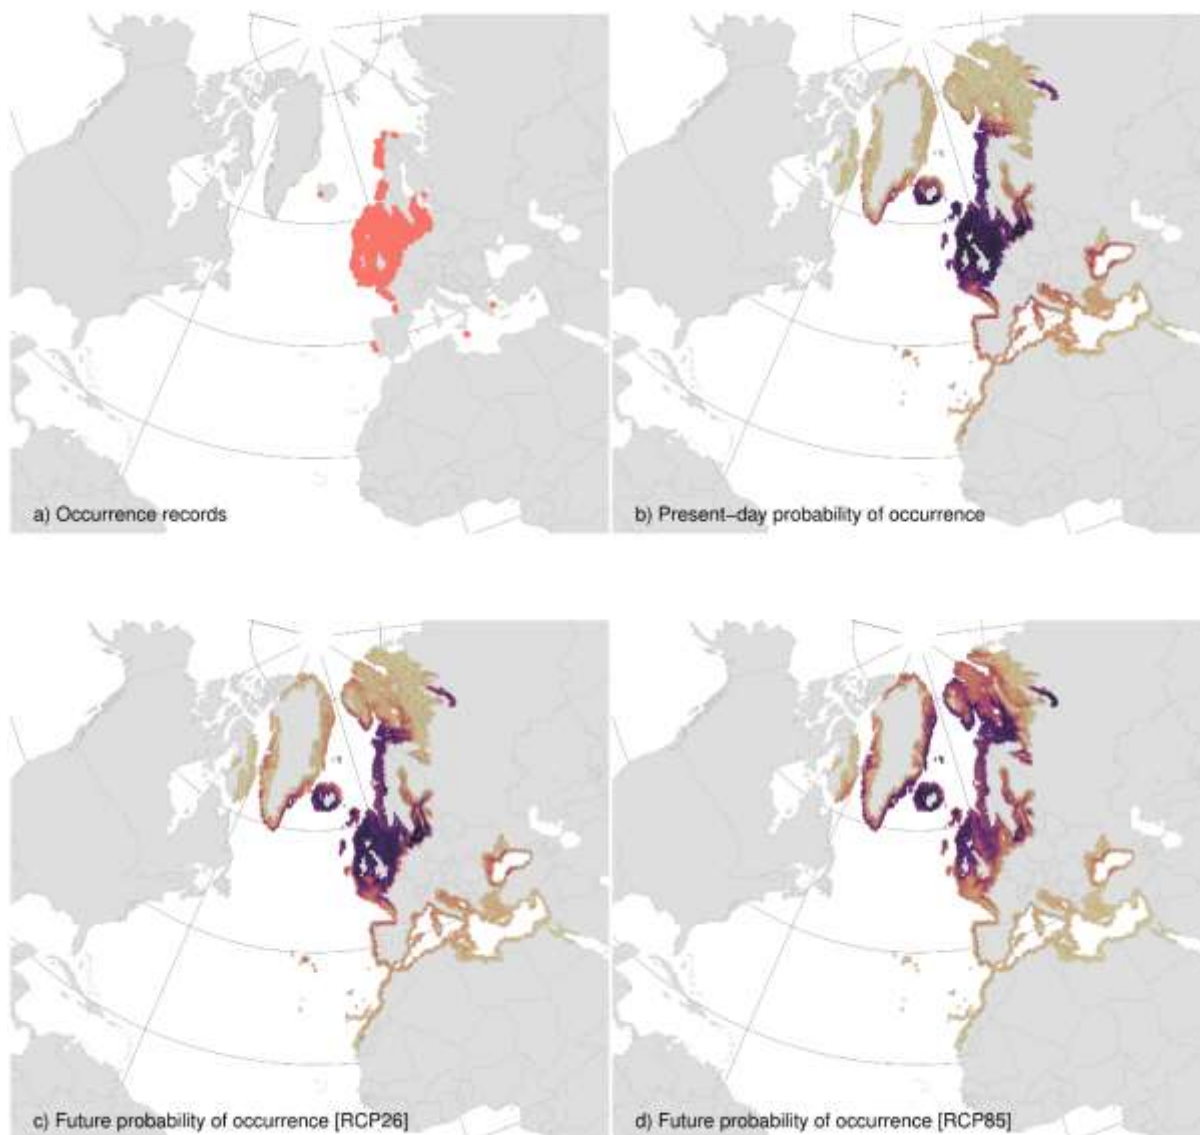 a) Occurrence records
b) Present–day probability of occurrence
c) Future probability of occurrence [RCP26]
d) Future probability of occurrence [RCP85]